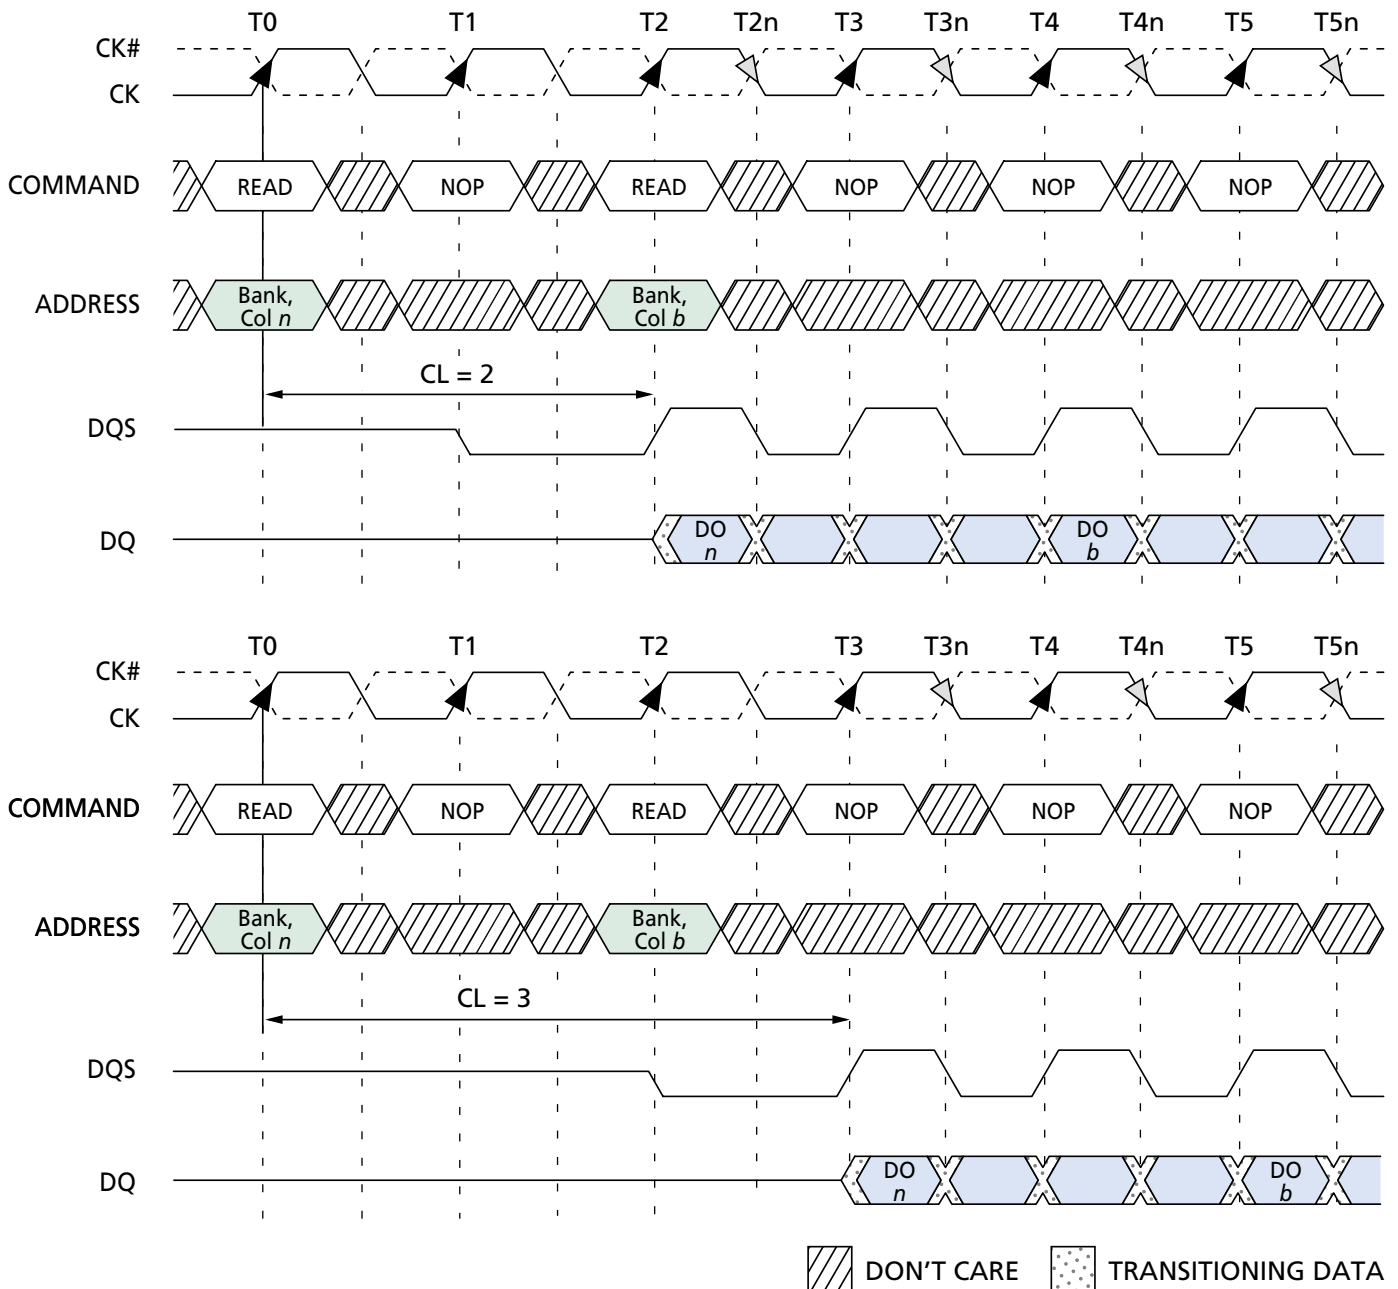 T0 T1 T2 T2n T3 T3n T4 T4n T5 T5n
CK#
CK
COMMAND READ NOP READ NOP NOP NOP
ADDRESS Bank, Col n Bank, Col b
CL = 2
DQS
DQ DO n DO b
T0 T1 T2 T3 T3n T4 T4n T5 T5n
CK#
CK
COMMAND READ NOP READ NOP NOP NOP
ADDRESS Bank, Col n Bank, Col b
CL = 3
DQS
DQ DO n DO b
DON'T CARE TRANSITIONING DATA